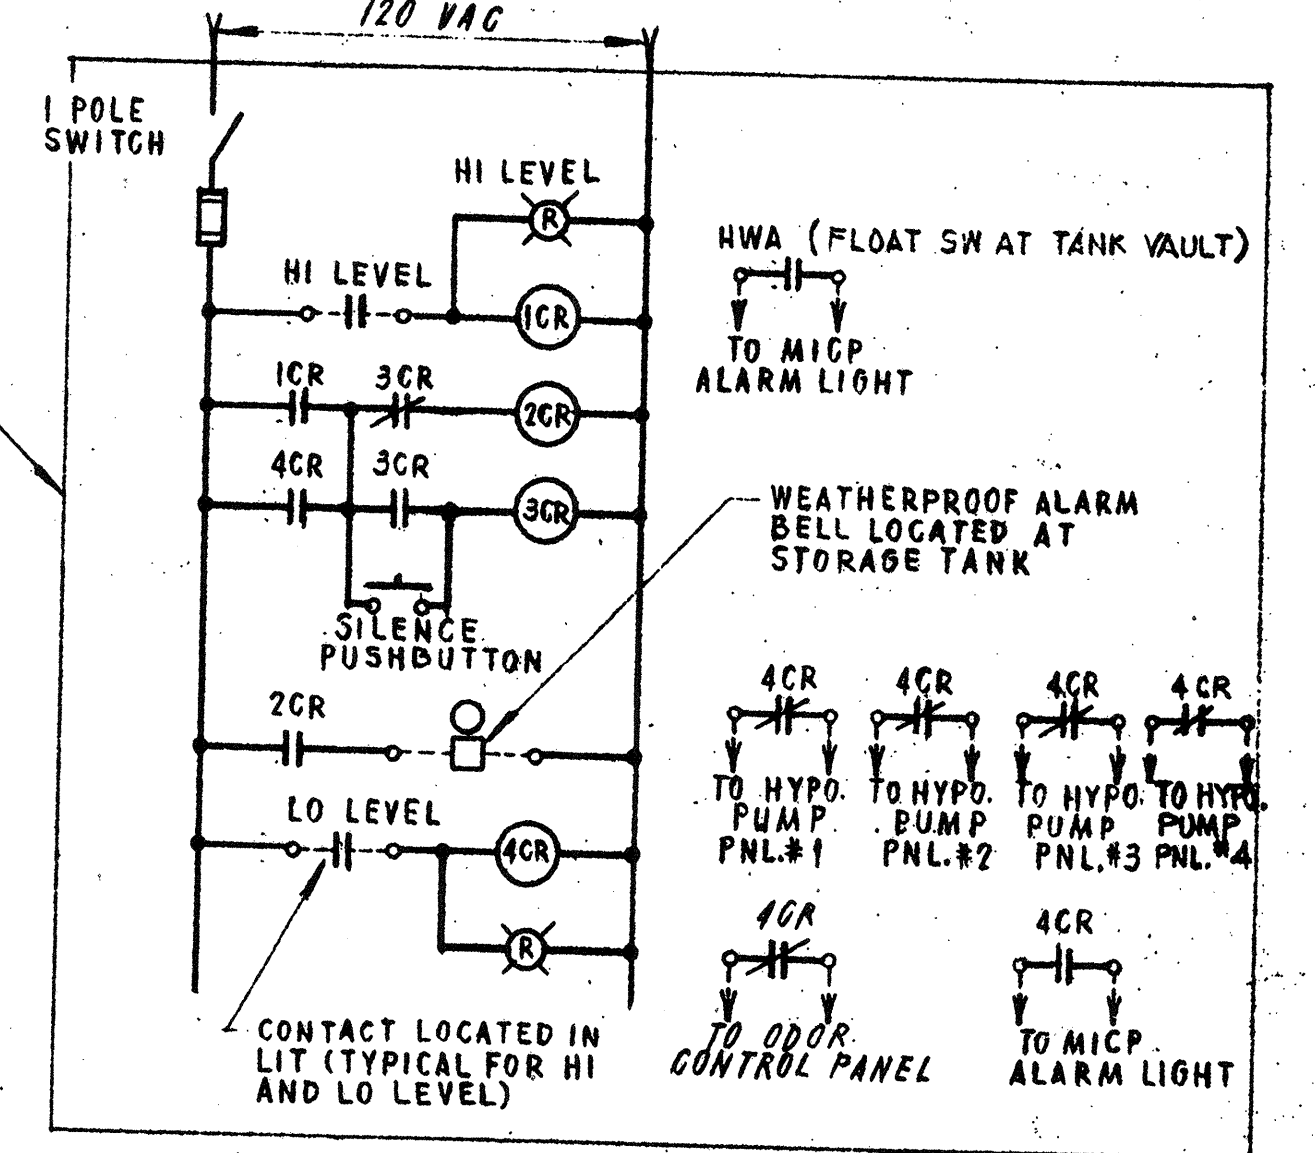 120 VAC
1 POLE
SWITCH
HI LEVEL
R
HI LEVEL
1CR
HWA (FLOAT SW AT TANK VAULT)
TO MICP
ALARM LIGHT
1CR
3CR
2CR
4CR
3CR
3CR
WEATHERPROOF ALARM
BELL LOCATED AT
STORAGE TANK
SILENCE
PUSHBUTTON
2CR
LO LEVEL
4CR
R
CONTACT LOCATED IN
LIT (TYPICAL FOR HI
AND LO LEVEL)
4CR
TO HYPO.
PUMP
PNL.#1
4CR
TO HYPO.
PUMP
PNL.#2
4CR
TO HYPO.
PUMP
PNL.#3
4CR
TO HYPO.
PUMP
PNL.#4
4CR
TO ODOR
CONTROL PANEL
4CR
TO MICP
ALARM LIGHT